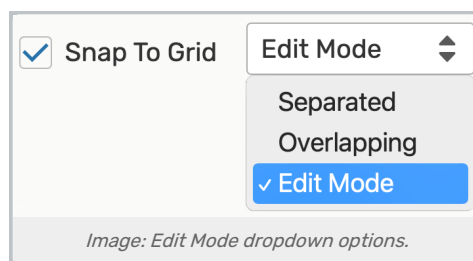 Snap To Grid Edit Mode
Separated
Overlapping
✓ Edit Mode
Image: Edit Mode dropdown options.